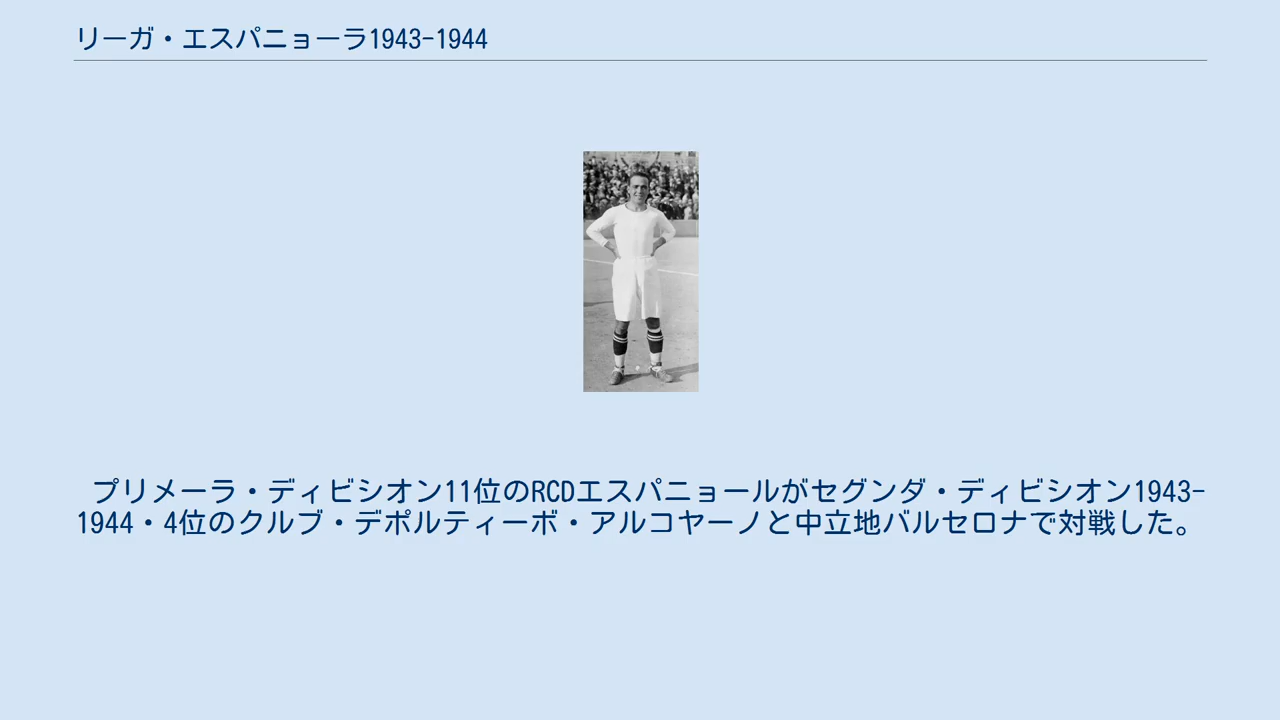 リーガ・エスパニョーラ1943-1944
プリメーラ・ディビシオン11位のRCDエスパニョールがセグンダ・ディビシオン1943-
1944・4位のクルブ・デポルティーボ・アルコヤーノと中立地バルセロナで対戦した。